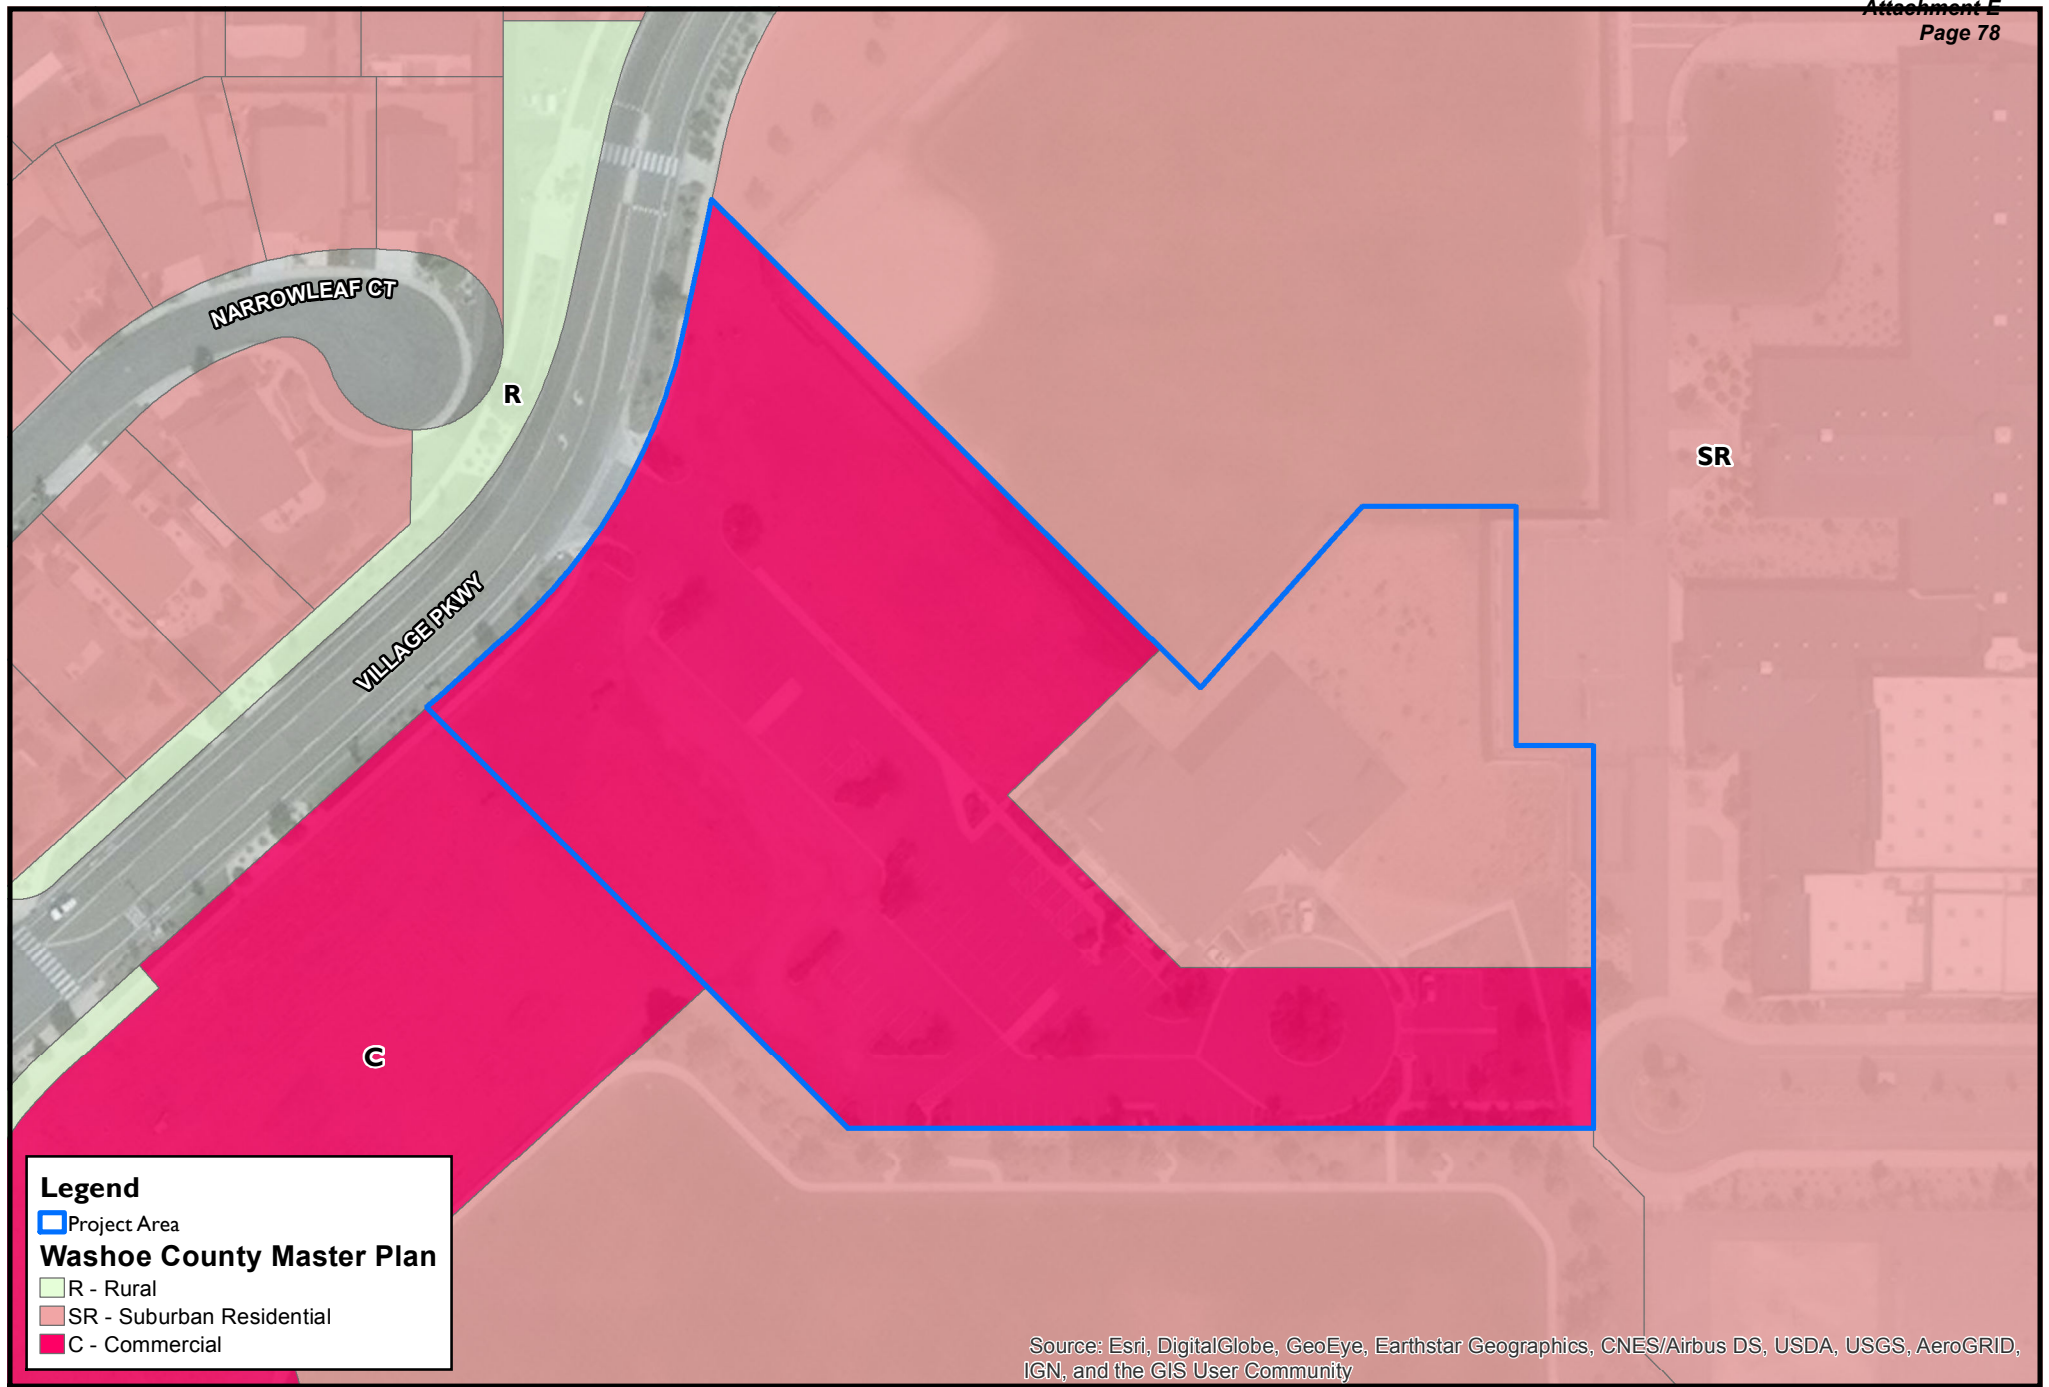 Attachment E
Page 78
NARROWLEAF CT
R
SR
VILLAGE PKWY
C
Legend
Project Area
Washoe County Master Plan
R - Rural
SR - Suburban Residential
C - Commercial
Source: Esri, DigitalGlobe, GeoEye, Earthstar Geographics, CNES/Airbus DS, USDA, USGS, AeroGRID,
IGN, and the GIS User Community